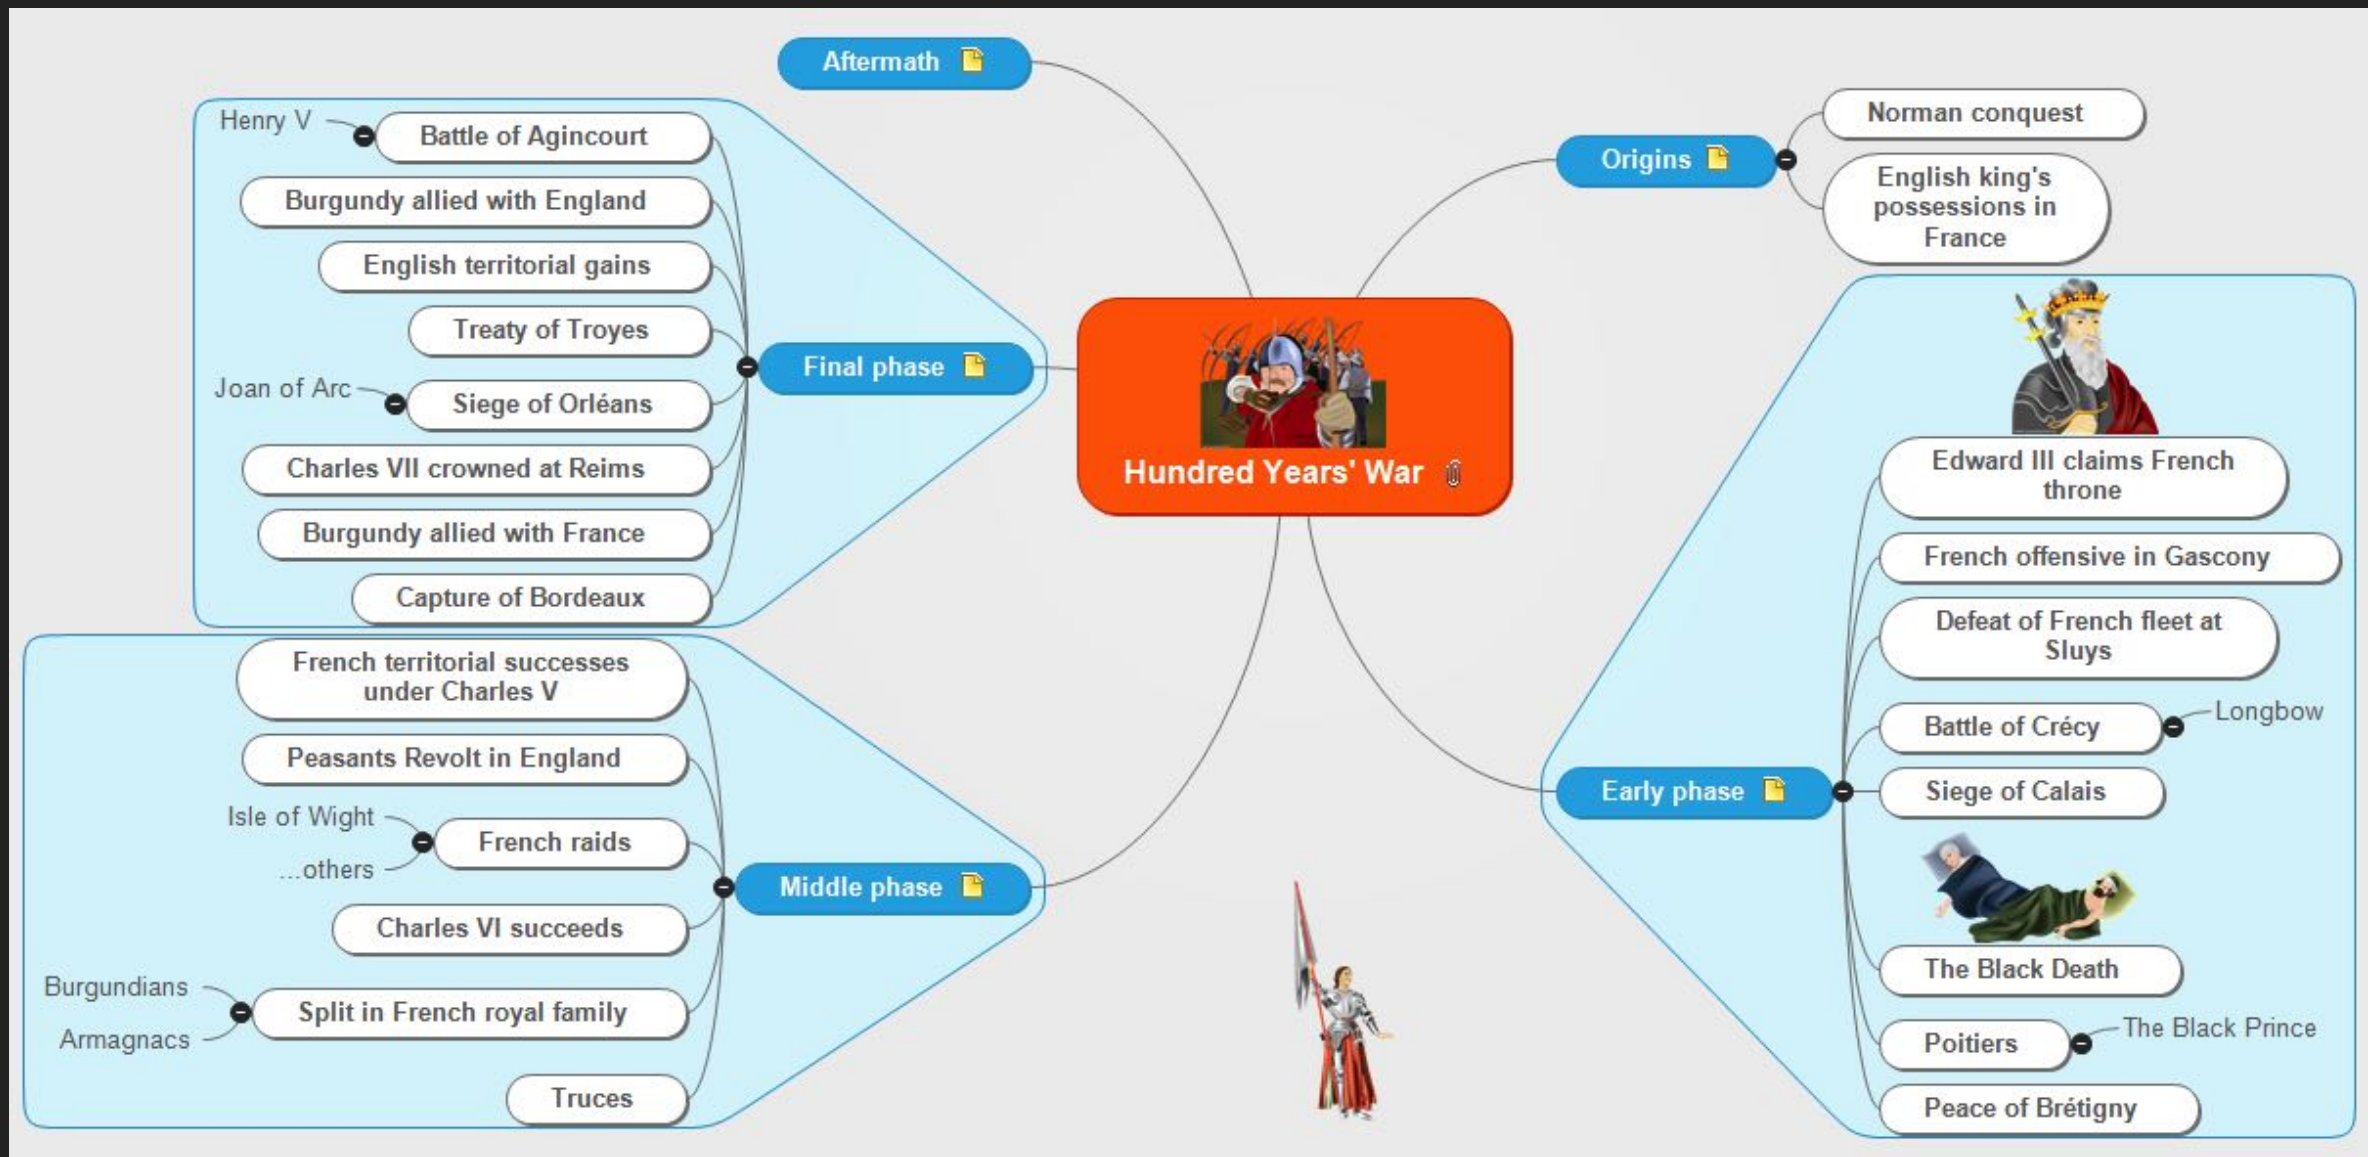 Hundred Years' War
Origins
Norman conquest
English king's
possessions in
France
Early phase
Edward III claims French
throne
French offensive in Gascony
Defeat of French fleet at
Sluys
Battle of Crécy
Longbow
Siege of Calais
The Black Death
Poitiers
The Black Prince
Peace of Brétigny
Middle phase
French territorial successes
under Charles V
Peasants Revolt in England
French raids
Isle of Wight
...others
Charles VI succeeds
Split in French royal family
Burgundians
Armagnacs
Truces
Final phase
Battle of Agincourt
Henry V
Burgundy allied with England
English territorial gains
Treaty of Troyes
Siege of Orléans
Joan of Arc
Charles VII crowned at Reims
Burgundy allied with France
Capture of Bordeaux
Aftermath